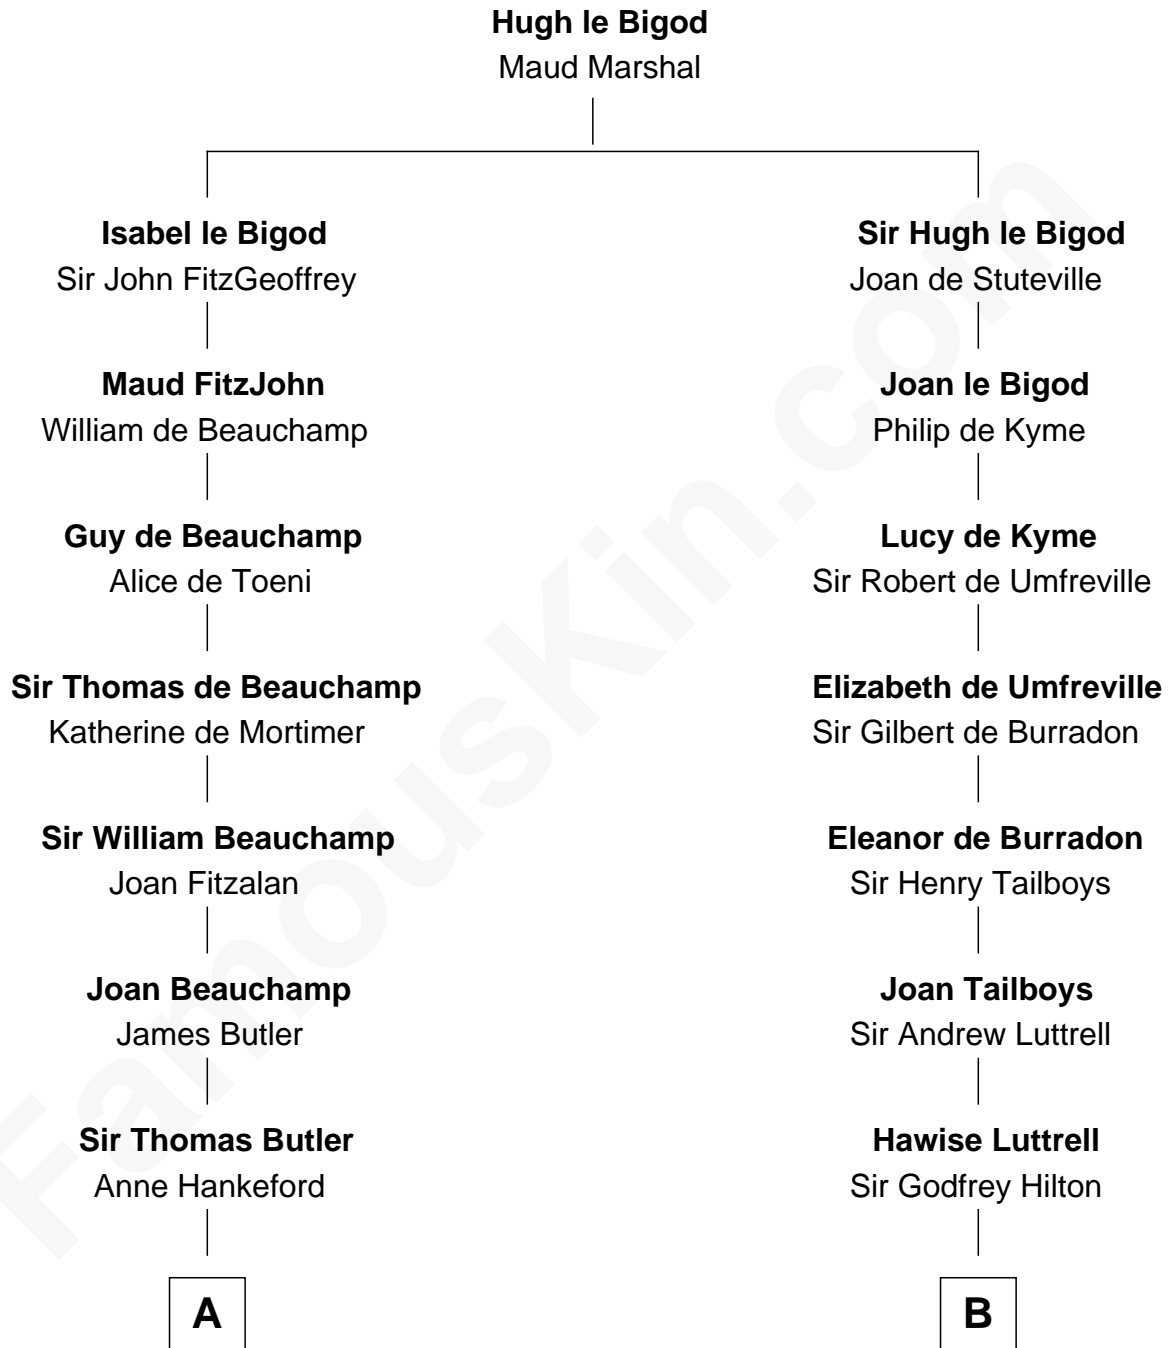 Hugh le Bigod
Maud Marshal
Isabel le Bigod
Sir John FitzGeoffrey
Maud FitzJohn
William de Beauchamp
Guy de Beauchamp
Alice de Toeni
Sir Thomas de Beauchamp
Katherine de Mortimer
Sir William Beauchamp
Joan Fitzalan
Joan Beauchamp
James Butler
Sir Thomas Butler
Anne Hankeford
A
Sir Hugh le Bigod
Joan de Stuteville
Joan le Bigod
Philip de Kyme
Lucy de Kyme
Sir Robert de Umfreville
Elizabeth de Umfreville
Sir Gilbert de Burradon
Eleanor de Burradon
Sir Henry Tailboys
Joan Tailboys
Sir Andrew Luttrell
Hawise Luttrell
Sir Godfrey Hilton
B
FamousKin.com